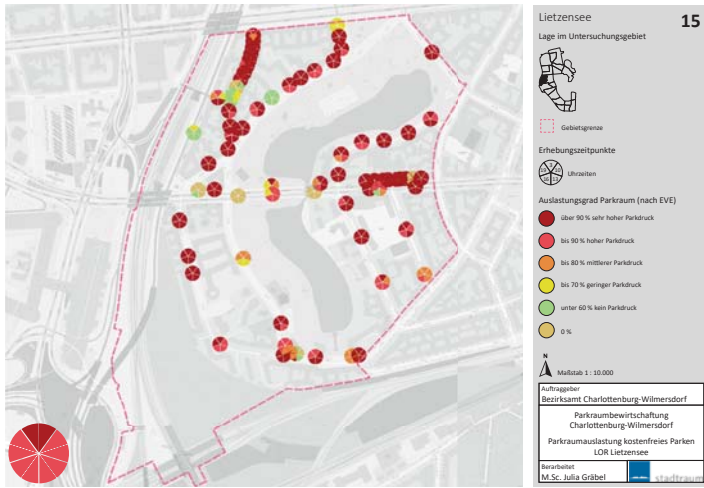 Lietzensee 15
Lage im Untersuchungsgebiet
Gebietsgrenze
Erhebungszeitpunkte
Uhrzeiten
Auslastungsgrad Parkraum (nach EVE)
über 90 % sehr hoher Parkdruck
bis 90 % hoher Parkdruck
bis 80 % mittlerer Parkdruck
bis 70 % geringer Parkdruck
unter 60 % kein Parkdruck
0 %
N
Maßstab 1 : 10.000
Auftraggeber
Bezirksamt Charlottenburg-Wilmersdorf
Parkraumbewirtschaftung
Charlottenburg-Wilmersdorf
Parkraumauslastung kostenfreies Parken
LOR Lietzensee
Berarbeitet
M.Sc. Julia Gräbel
stadtraum